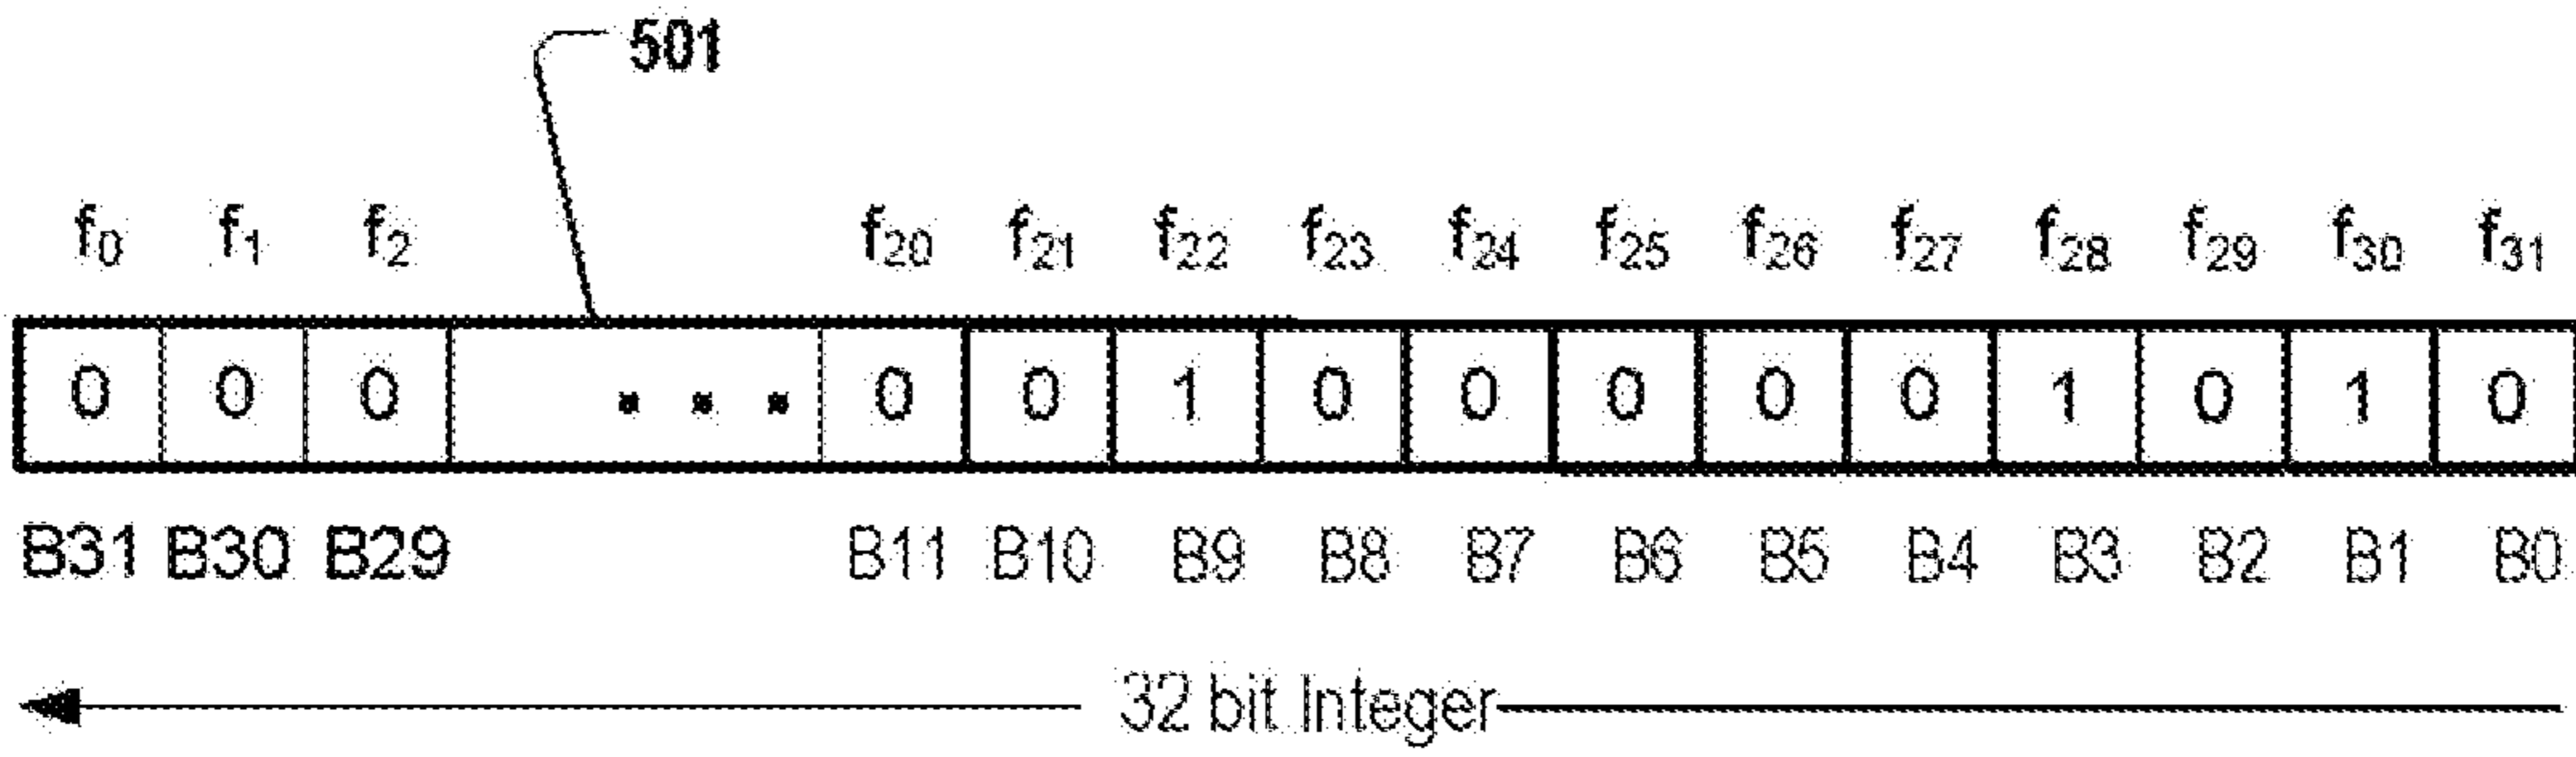 501
f₀ f₁ f₂ f₂₀ f₂₁ f₂₂ f₂₃ f₂₄ f₂₅ f₂₆ f₂₇ f₂₈ f₂₉ f₃₀ f₃₁
0 0 0 . . . 0 0 1 0 0 0 0 0 1 0 1 0
B31 B30 B29 B11 B10 B9 B8 B7 B6 B5 B4 B3 B2 B1 B0
32 bit Integer